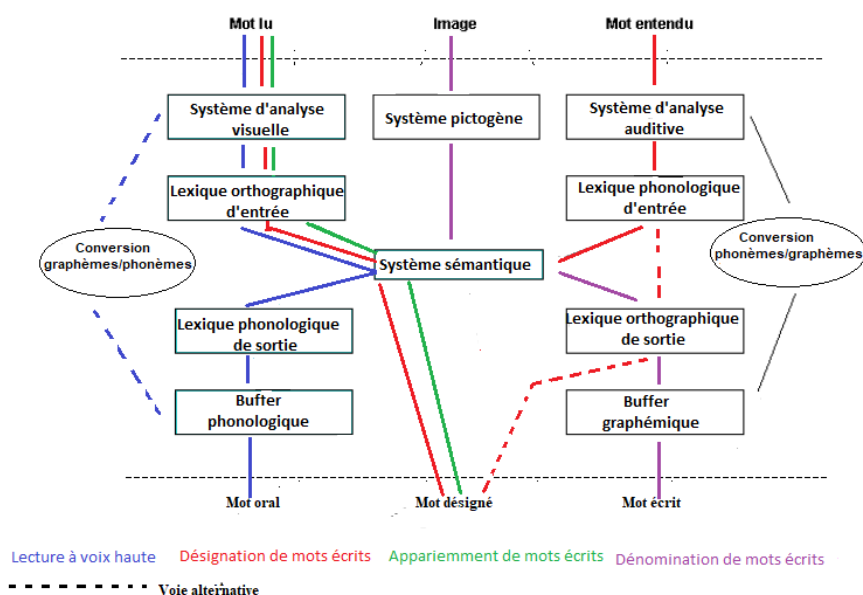 Mot lu
Image
Mot entendu
Système d'analyse
visuelle
Système pictogène
Système d'analyse
auditive
Lexique orthographique
d'entrée
Lexique phonologique
d'entrée
Conversion
graphèmes/phonèmes
Système sémantique
Conversion
phonèmes/graphèmes
Lexique phonologique
de sortie
Lexique orthographique
de sortie
Buffer
phonologique
Buffer
graphémique
Mot oral
Mot désigné
Mot écrit
Lecture à voix haute
Désignation de mots écrits
Appariemment de mots écrits
Dénomination de mots écrits
Voie alternative